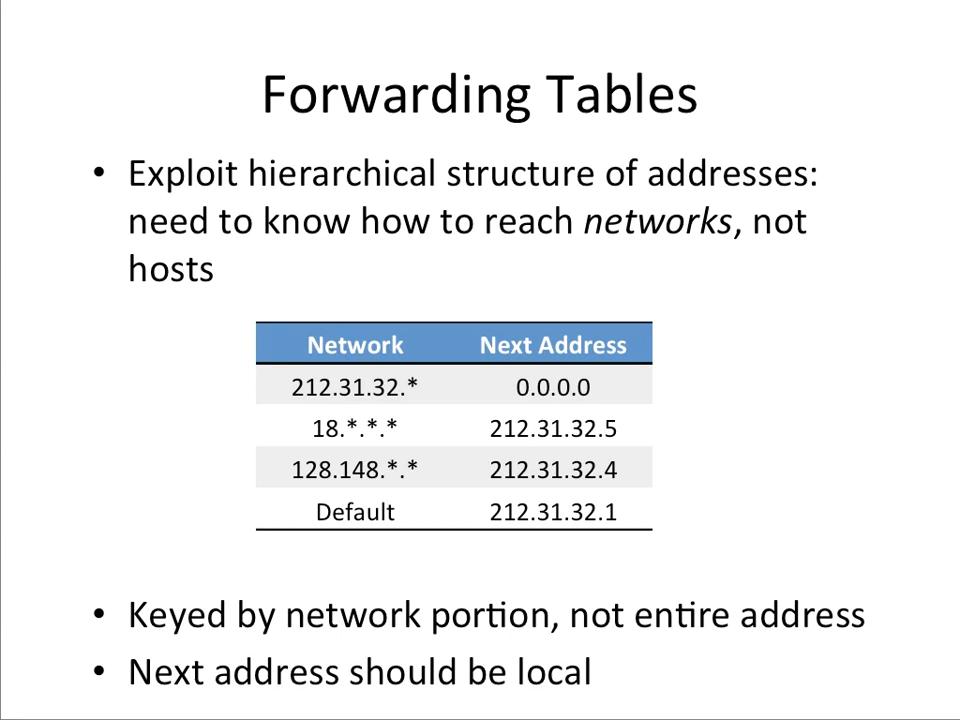 Forwarding Tables
• Exploit hierarchical structure of addresses:
need to know how to reach networks, not
hosts
Network Next Address
212.31.32.* 0.0.0.0
18.*.*.* 212.31.32.5
128.148.*.* 212.31.32.4
Default 212.31.32.1
• Keyed by network portion, not entire address
• Next address should be local